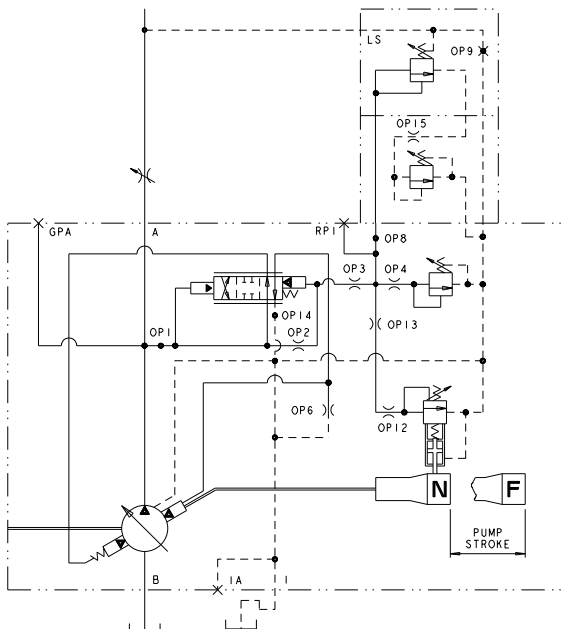 LS
OP9
OP15
GPA
A
RP1
OP8
OP3
OP4
OP14
OP1
OP2
OP13
OP6
OP12
N
F
PUMP
STROKE
B
IA
I